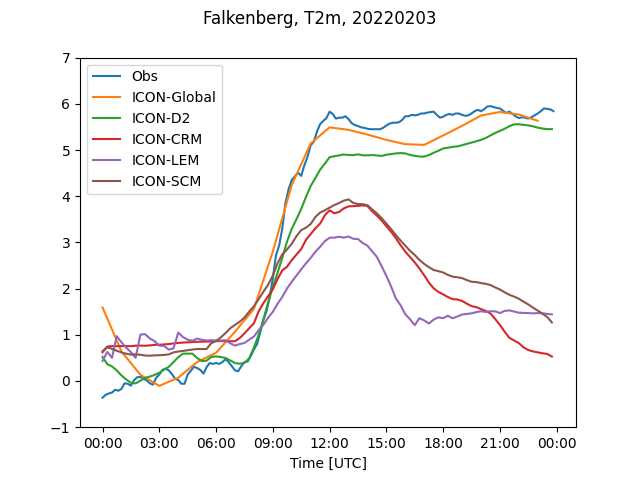 Falkenberg, T2m, 20220203
7
6
5
4
3
2
1
0
−1
Obs
ICON-Global
ICON-D2
ICON-CRM
ICON-LEM
ICON-SCM
00:00 03:00 06:00 09:00 12:00 15:00 18:00 21:00 00:00
Time [UTC]